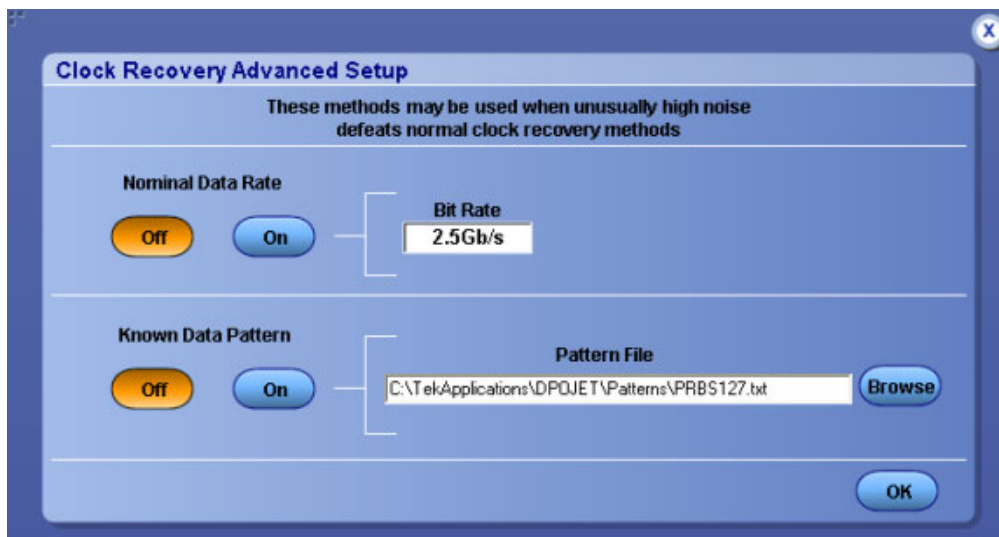 X
Clock Recovery Advanced Setup
These methods may be used when unusually high noise
defeats normal clock recovery methods
Nominal Data Rate
Off
On
Bit Rate
2.5Gb/s
Known Data Pattern
Off
On
Pattern File
C:\TekApplications\DPOJET\Patterns\PRBS127.txt
Browse
OK